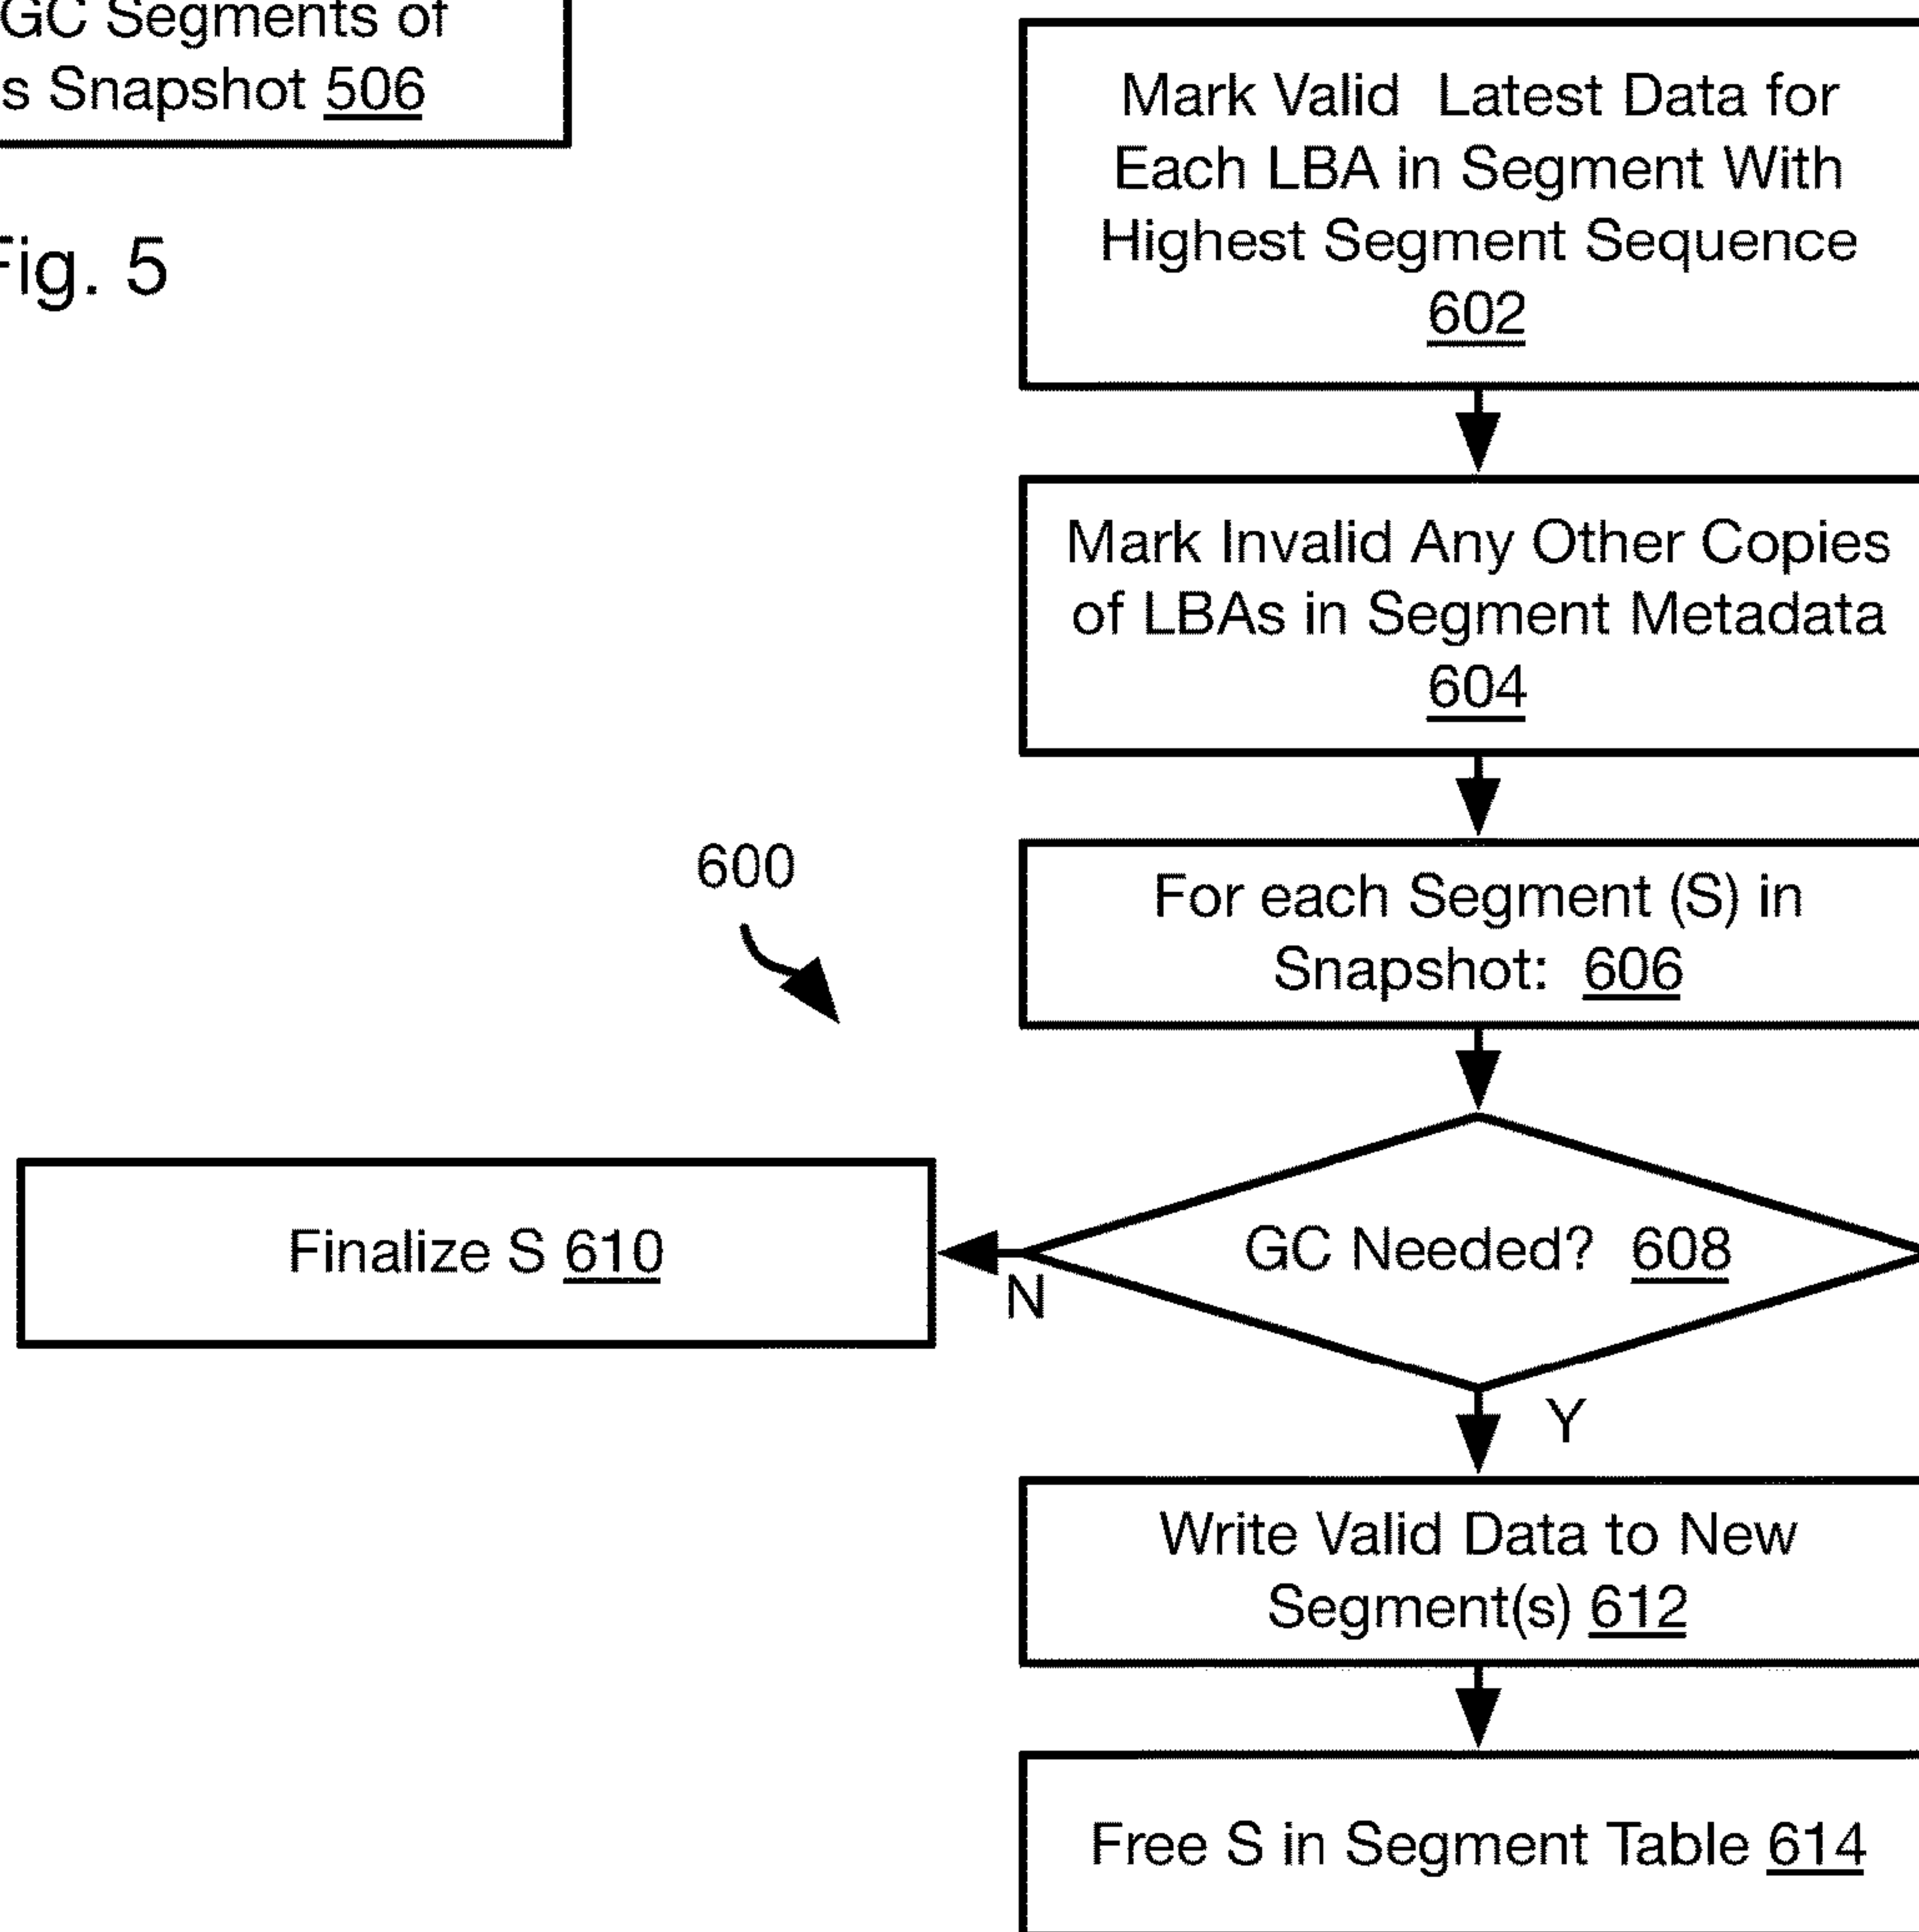 GC Segments of
s Snapshot 506
Fig. 5
Mark Valid Latest Data for
Each LBA in Segment With
Highest Segment Sequence
602
Mark Invalid Any Other Copies
of LBAs in Segment Metadata
604
600
For each Segment (S) in
Snapshot: 606
GC Needed? 608
N
Finalize S 610
Y
Write Valid Data to New
Segment(s) 612
Free S in Segment Table 614